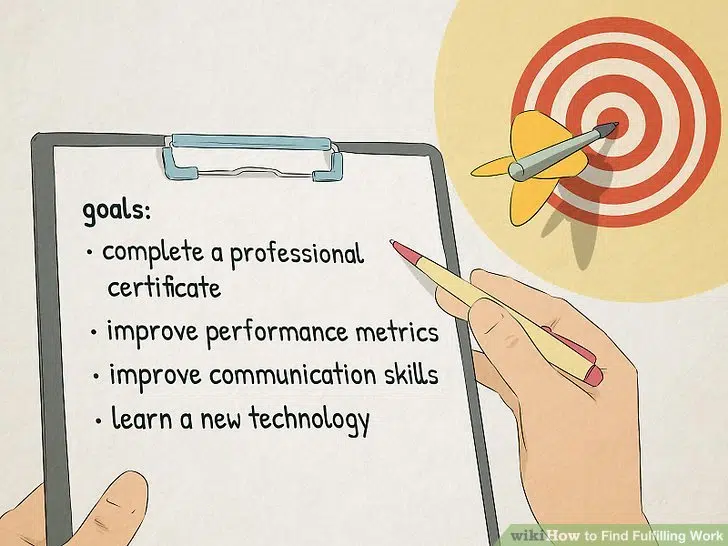 goals:
• complete a professional
certificate
• improve performance metrics
• improve communication skills
• learn a new technology
wikiHow to Find Fulfilling Work